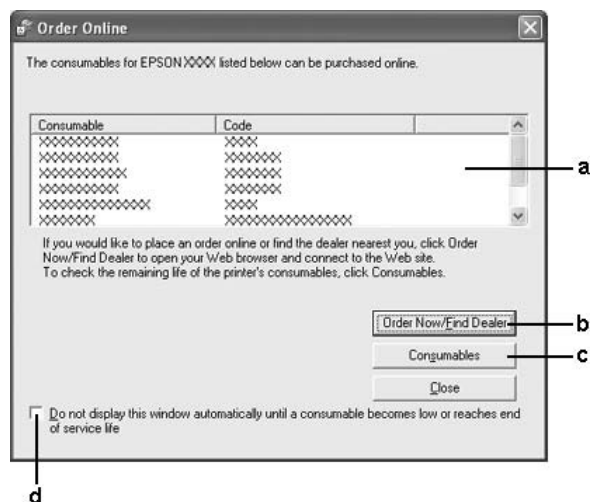 Order Online
The consumables for EPSON XXXX listed below can be purchased online.
Consumable Code
XXXXXXXXXX XXXX
XXXXXXXXXX XXXXXXX
XXXXXXXXXXX XXXXXXX
XXXXXXXXXX XXXXXXX
XXXXXXXXXXXXXX XXXX
XXXXXXX XXXXXXXXXXXXXXXX
a
If you would like to place an order online or find the dealer nearest you, click Order
Now/Find Dealer to open your Web browser and connect to the Web site.
To check the remaining life of the printer's consumables, click Consumables.
Order Now/Find Dealer
b
Consumables
c
Close
Do not display this window automatically until a consumable becomes low or reaches end
of service life
d